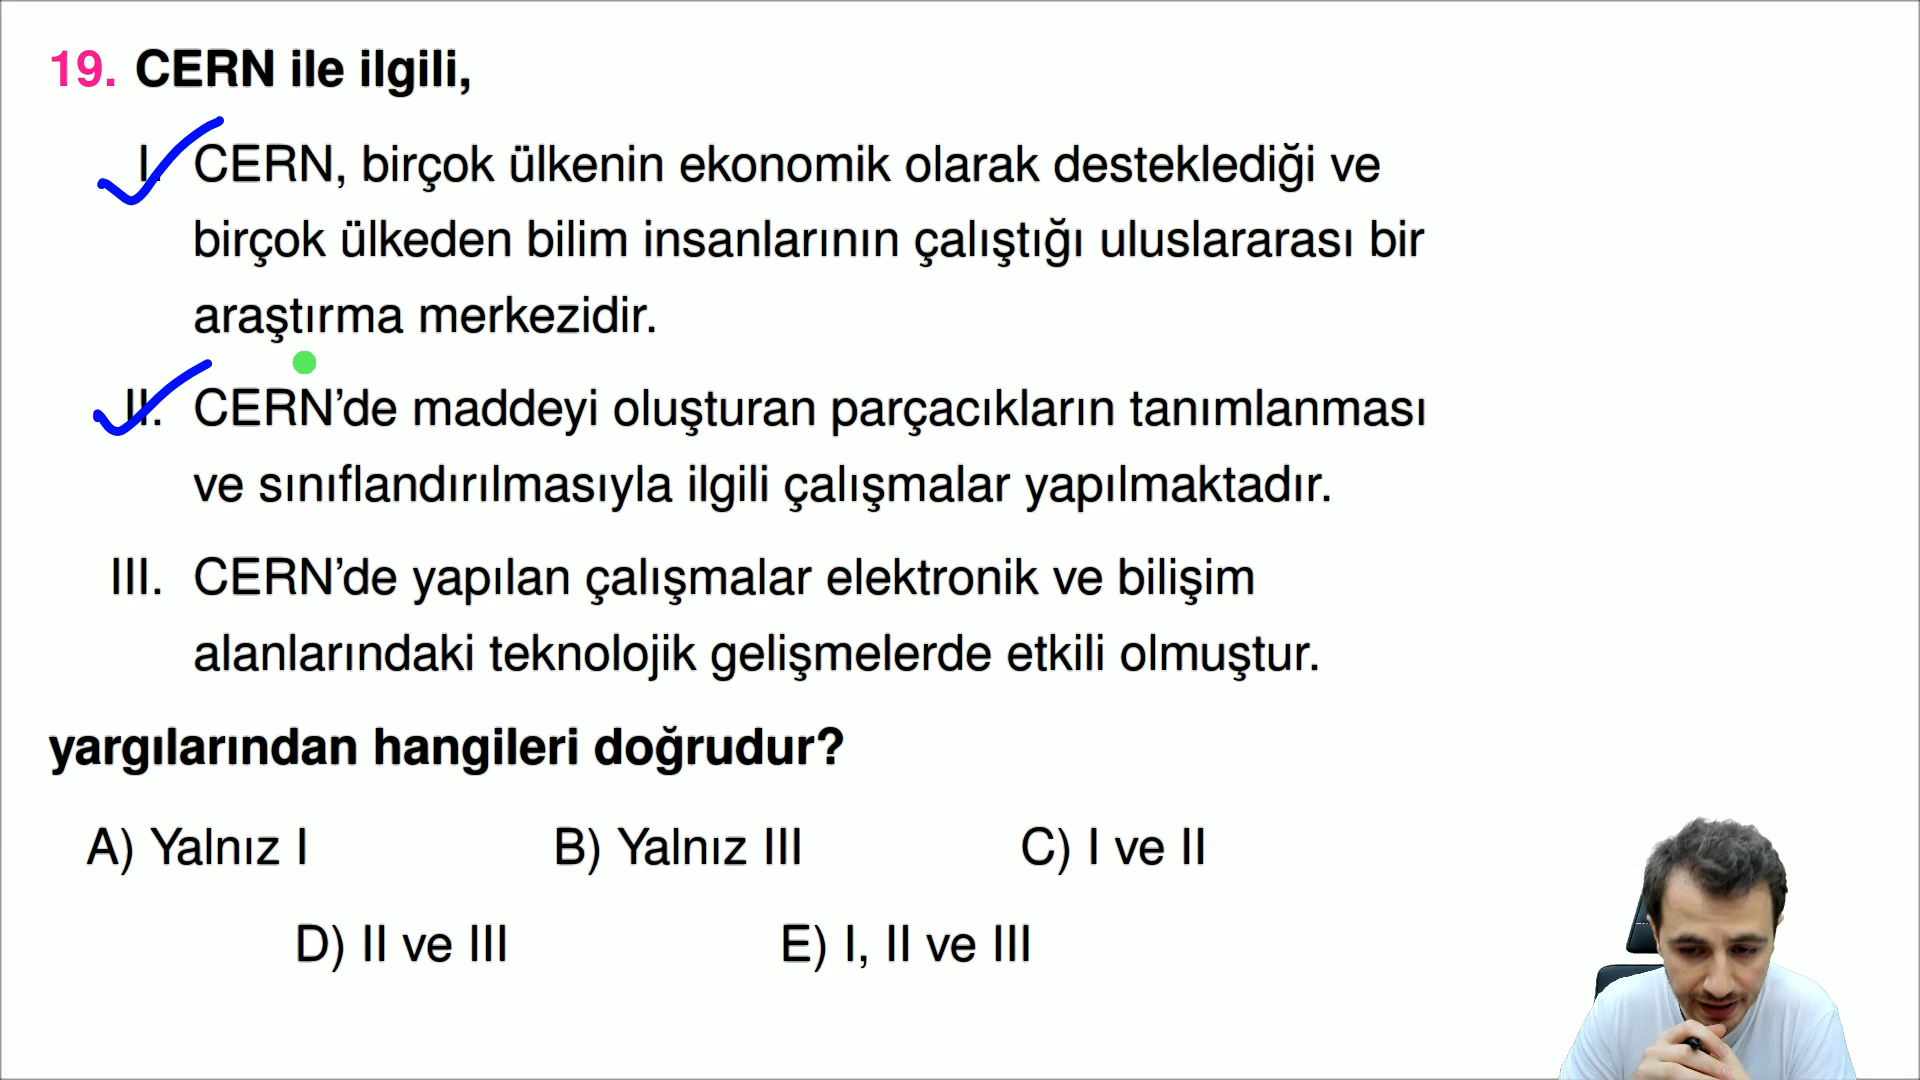 19. CERN ile ilgili,
I. CERN, birçok ülkenin ekonomik olarak desteklediği ve
birçok ülkeden bilim insanlarının çalıştığı uluslararası bir
araştırma merkezidir.
II. CERN’de maddeyi oluşturan parçacıkların tanımlanması
ve sınıflandırılmasıyla ilgili çalışmalar yapılmaktadır.
III. CERN’de yapılan çalışmalar elektronik ve bilişim
alanlarındaki teknolojik gelişmelerde etkili olmuştur.
yargılarından hangileri doğrudur?
A) Yalnız I B) Yalnız III C) I ve II
D) II ve III E) I, II ve III